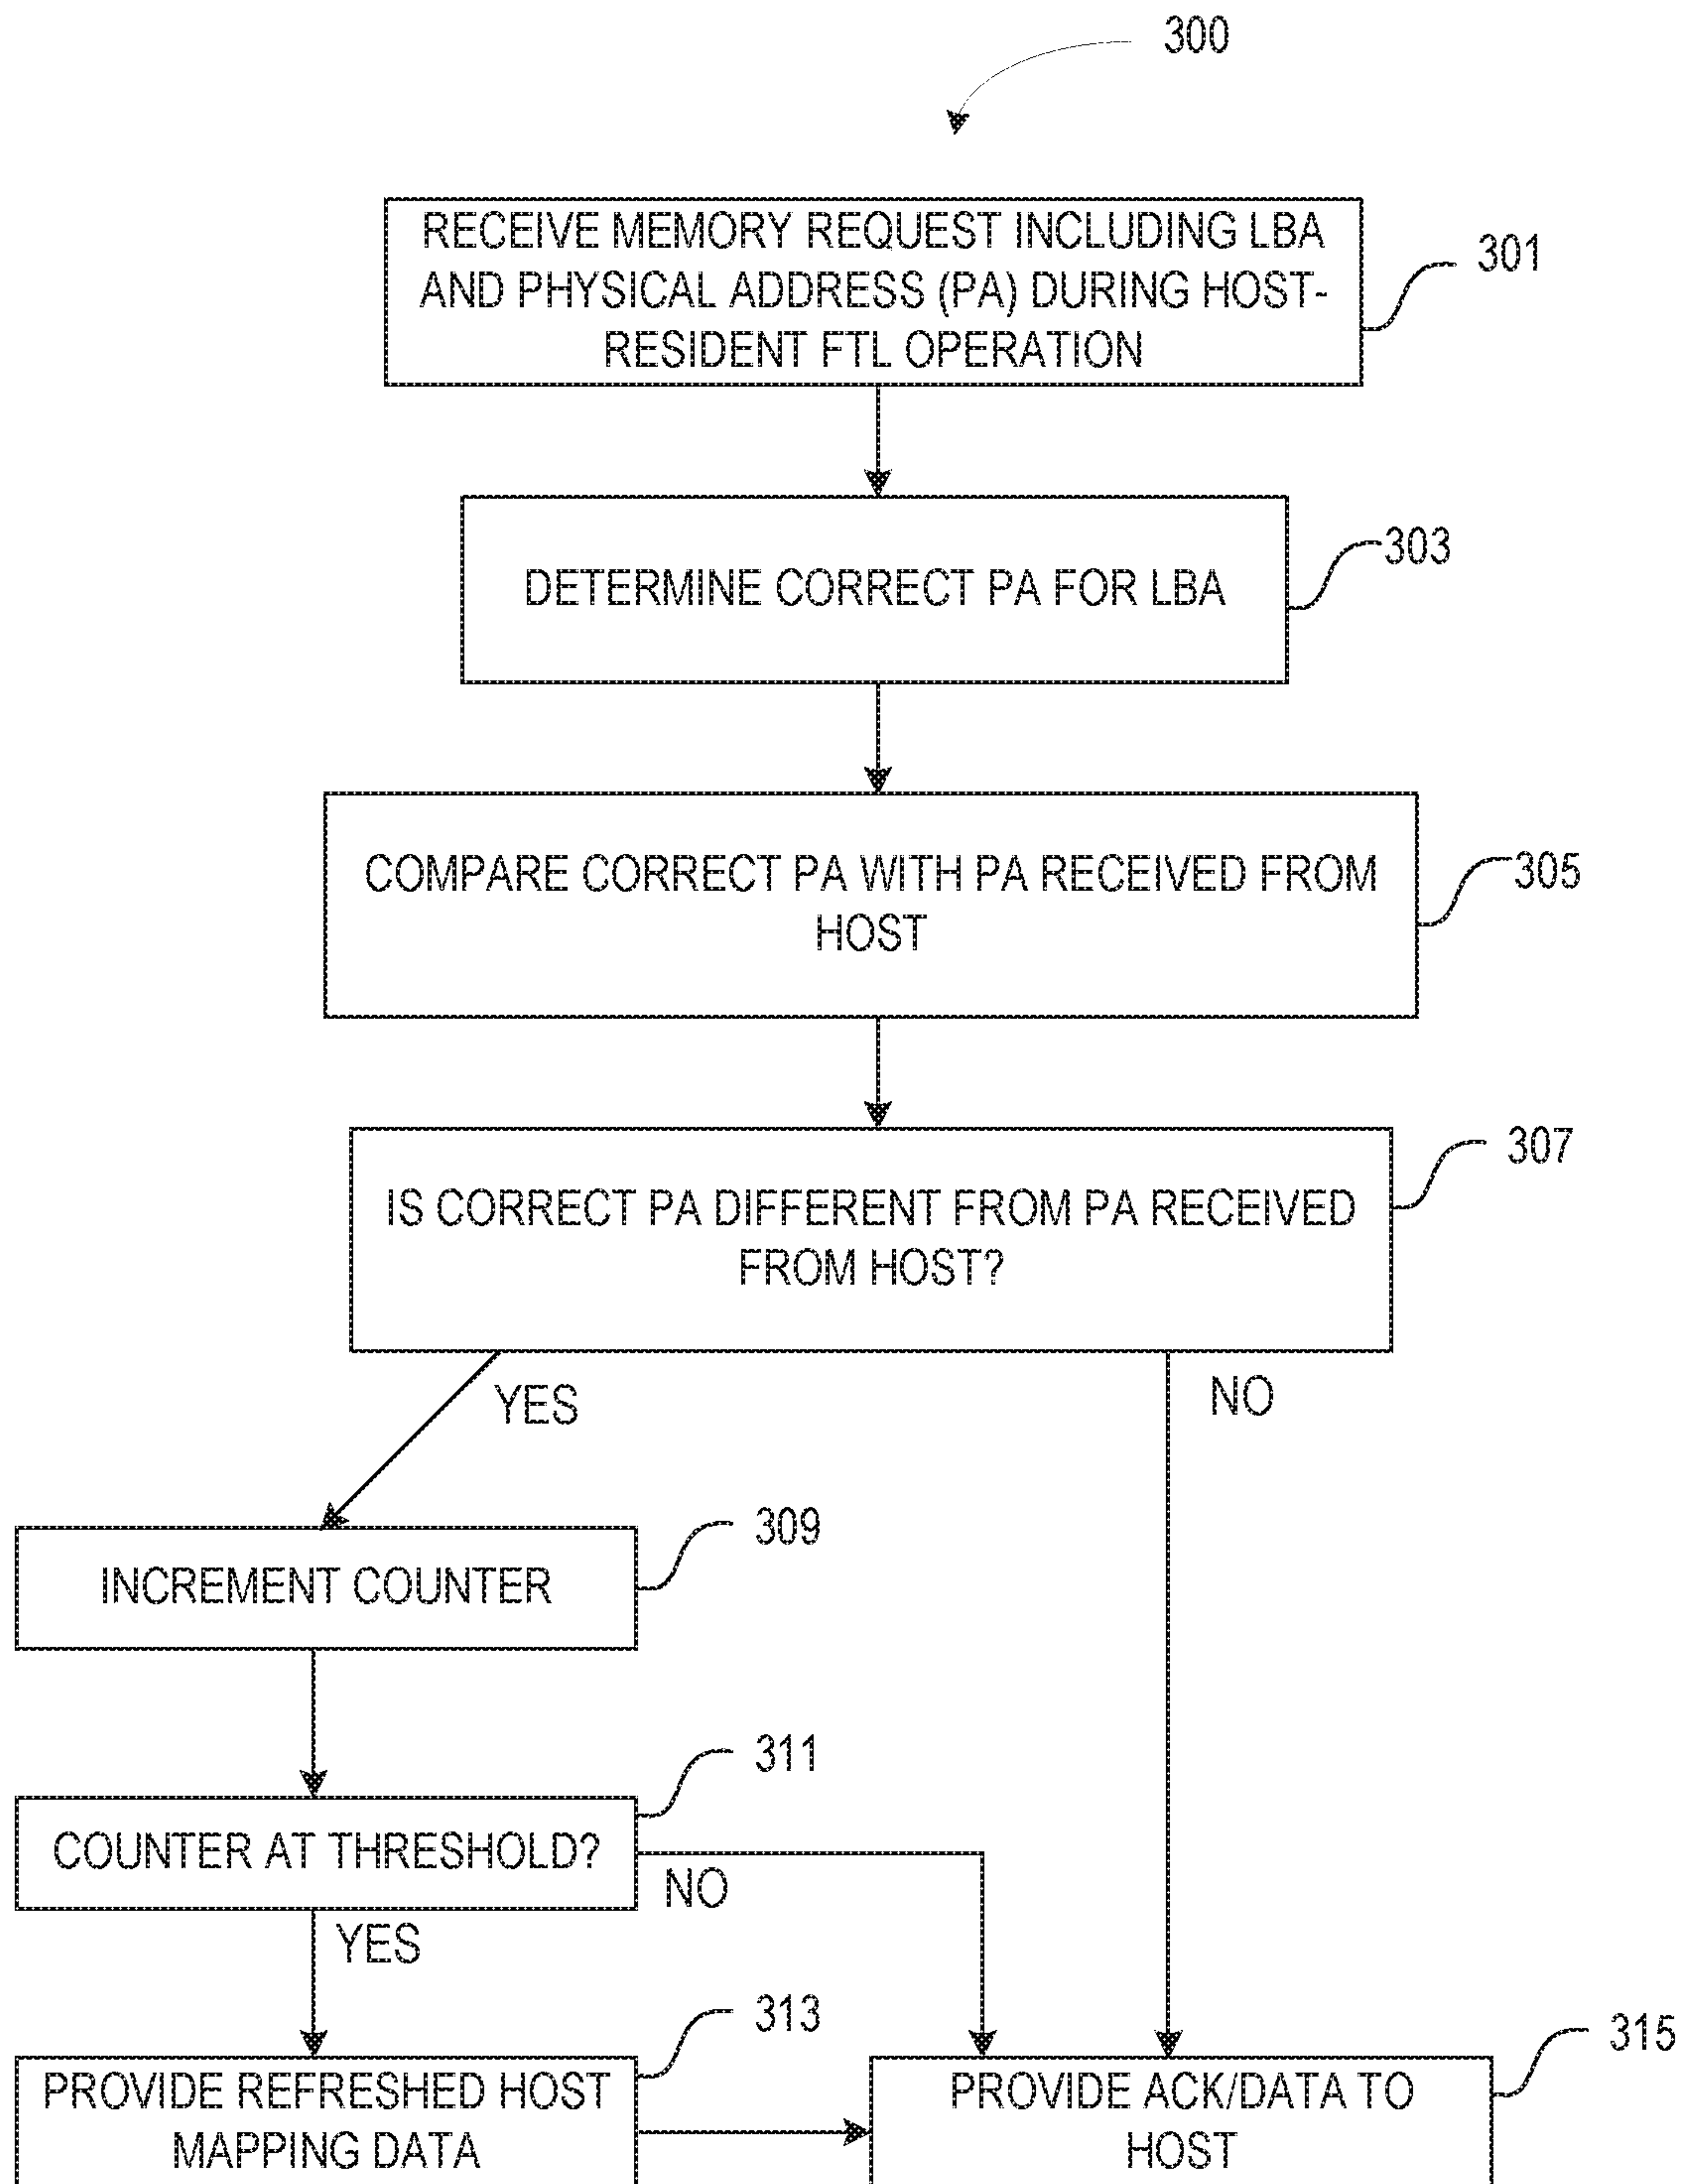 300
RECEIVE MEMORY REQUEST INCLUDING LBA
AND PHYSICAL ADDRESS (PA) DURING HOST-
RESIDENT FTL OPERATION
301
DETERMINE CORRECT PA FOR LBA
303
COMPARE CORRECT PA WITH PA RECEIVED FROM
HOST
305
IS CORRECT PA DIFFERENT FROM PA RECEIVED
FROM HOST?
307
YES
NO
INCREMENT COUNTER
309
COUNTER AT THRESHOLD?
311
NO
YES
PROVIDE REFRESHED HOST
MAPPING DATA
313
PROVIDE ACK/DATA TO
HOST
315